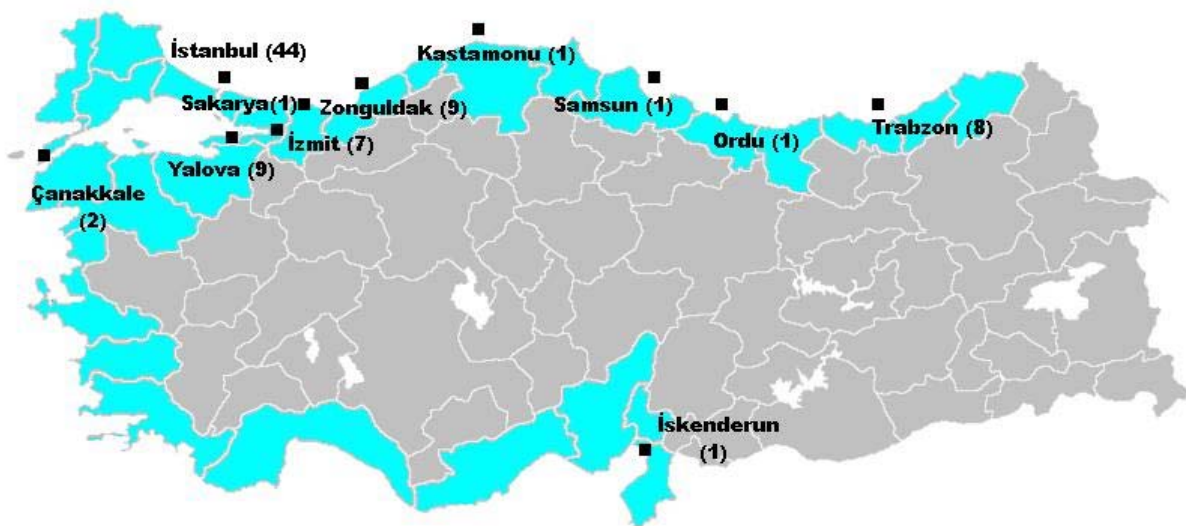 İstanbul (44)
Kastamonu (1)
Sakarya(1)
Zonguldak (9)
Samsun (1)
İzmit (7)
Ordu (1)
Trabzon (8)
Yalova (9)
Çanakkale
(2)
İskenderun
(1)